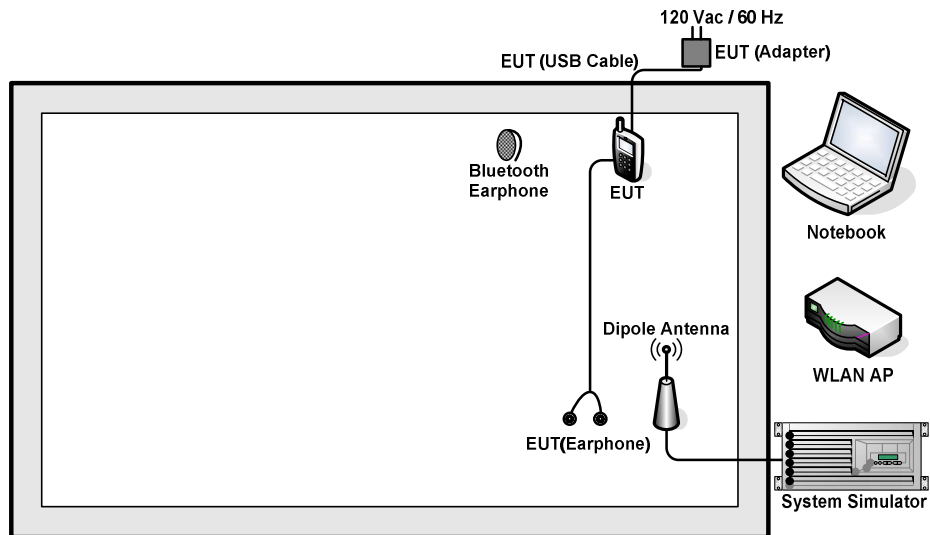 120 Vac / 60 Hz
EUT (Adapter)
EUT (USB Cable)
Bluetooth
Earphone
EUT
Notebook
Dipole Antenna
WLAN AP
EUT(Earphone)
System Simulator